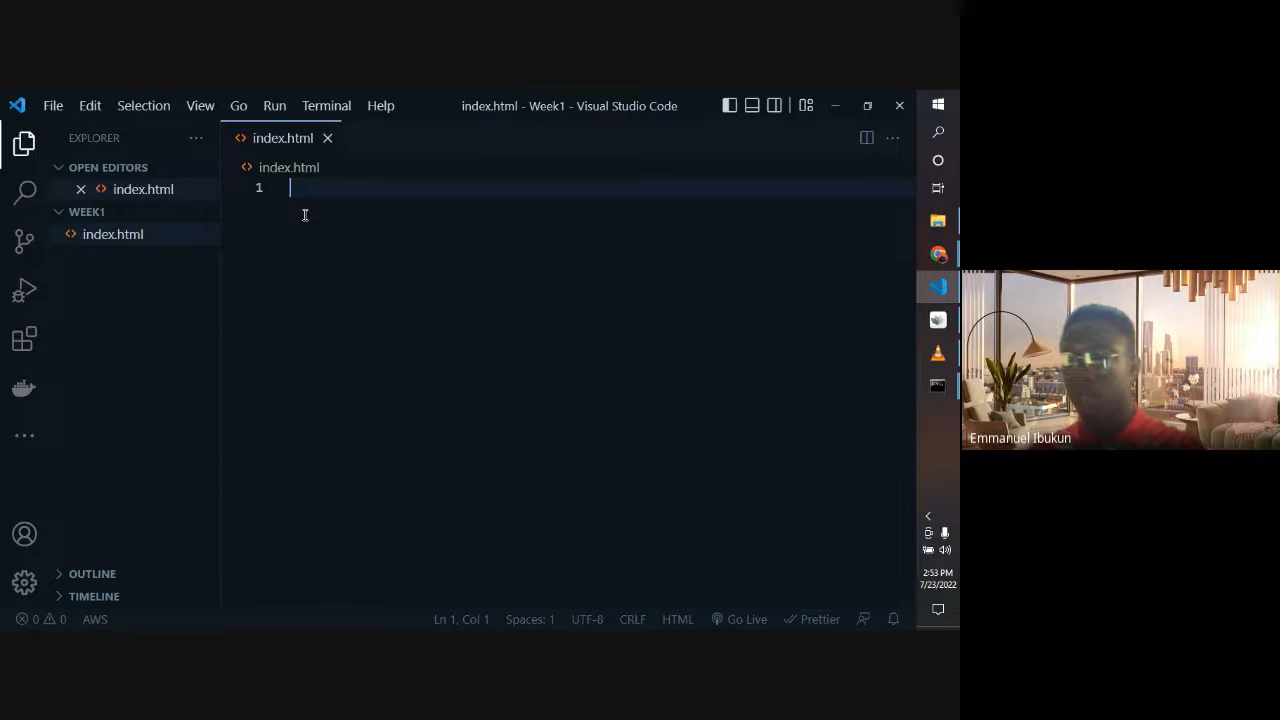 File Edit Selection View Go Run Terminal Help index.html - Week1 - Visual Studio Code
EXPLORER
index.html
OPEN EDITORS
index.html
WEEK1
index.html
index.html
1
OUTLINE
TIMELINE
0 0 AWS
Ln 1, Col 1 Spaces: 1 UTF-8 CRLF HTML Go Live Prettier
2:53 PM
7/23/2022
Emmanuel Ibukun